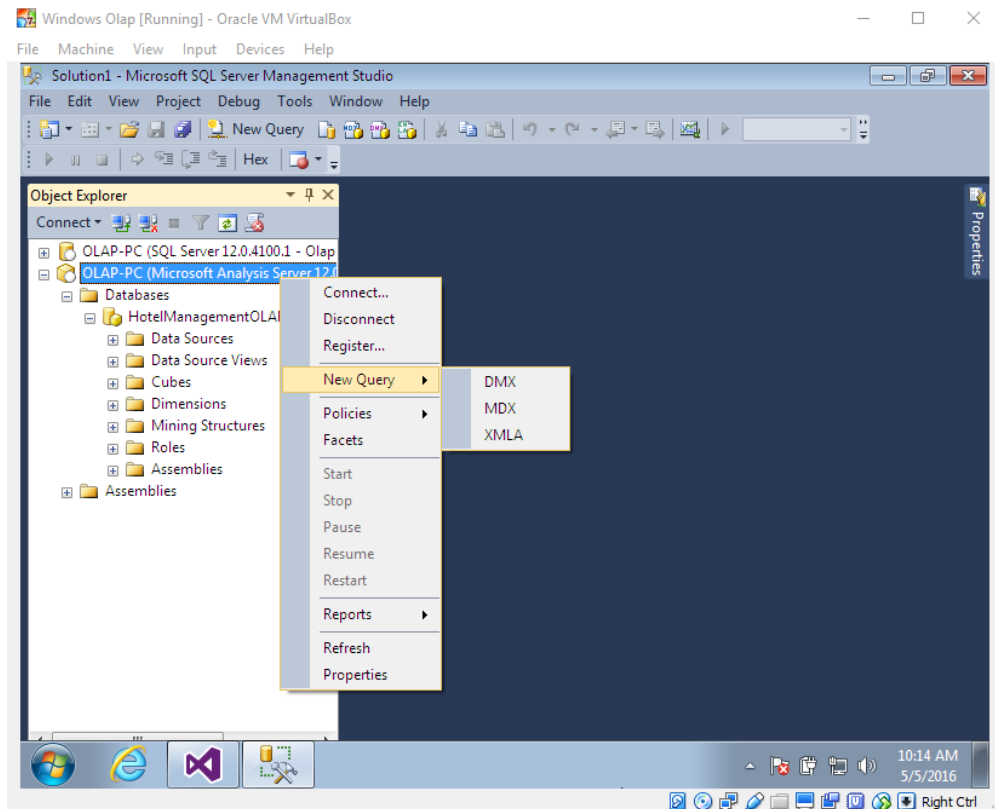 Windows Olap [Running] - Oracle VM VirtualBox
File Machine View Input Devices Help
Solution1 - Microsoft SQL Server Management Studio
File Edit View Project Debug Tools Window Help
New Query
Hex
Object Explorer
Connect
OLAP-PC (SQL Server 12.0.4100.1 - Olap
OLAP-PC (Microsoft Analysis Server 12.0
Databases
HotelManagementOLAP
Data Sources
Data Source Views
Cubes
Dimensions
Mining Structures
Roles
Assemblies
Assemblies
Connect...
Disconnect
Register...
New Query
Policies
Facets
Start
Stop
Pause
Resume
Restart
Reports
Refresh
Properties
DMX
MDX
XMLA
Properties
10:14 AM
5/5/2016
Right Ctrl